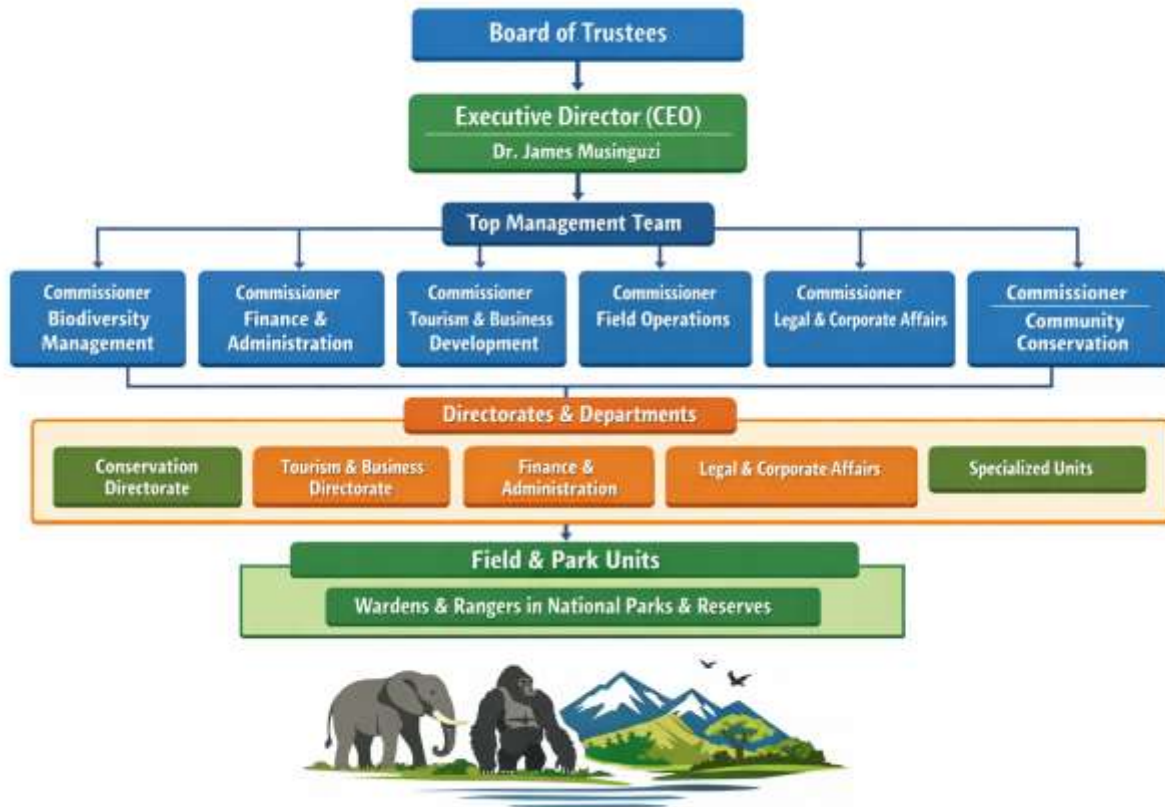 Board of Trustees
Executive Director (CEO)
Dr. James Musinguzi
Top Management Team
Commissioner
Biodiversity
Management
Commissioner
Finance &
Administration
Commissioner
Tourism & Business
Development
Commissioner
Field Operations
Commissioner
Legal & Corporate Affairs
Commissioner
Community
Conservation
Directorates & Departments
Conservation
Directorate
Tourism & Business
Directorate
Finance &
Administration
Legal & Corporate Affairs
Specialized Units
Field & Park Units
Wardens & Rangers in National Parks & Reserves